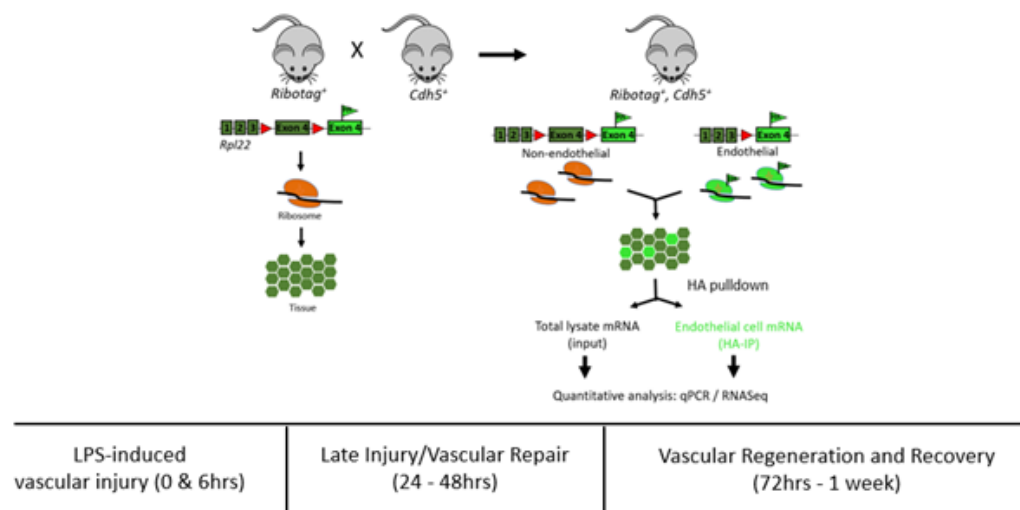 X
Ribotag⁺
Cdh5⁺
Ribotag⁺, Cdh5⁺
1 2 3 Exon 4 Exon 4
Rpl22
Ribosome
Tissue
1 2 3 Exon 4 Exon 4
Non-endothelial
1 2 3 Exon 4
Endothelial
HA pulldown
Total lysate mRNA
(input)
Endothelial cell mRNA
(HA-IP)
Quantitative analysis: qPCR / RNASeq
LPS-induced
vascular injury (0 & 6hrs)
Late Injury/Vascular Repair
(24 - 48hrs)
Vascular Regeneration and Recovery
(72hrs - 1 week)